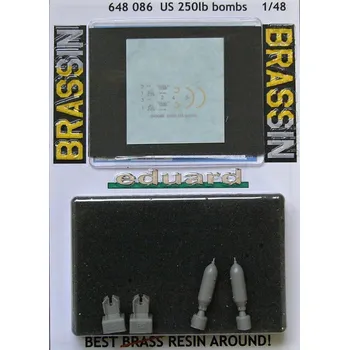 648 086 US 250lb bombs 1/48
BRASSIN
BRASSIN
eduard
BEST BRASS RESIN AROUND!